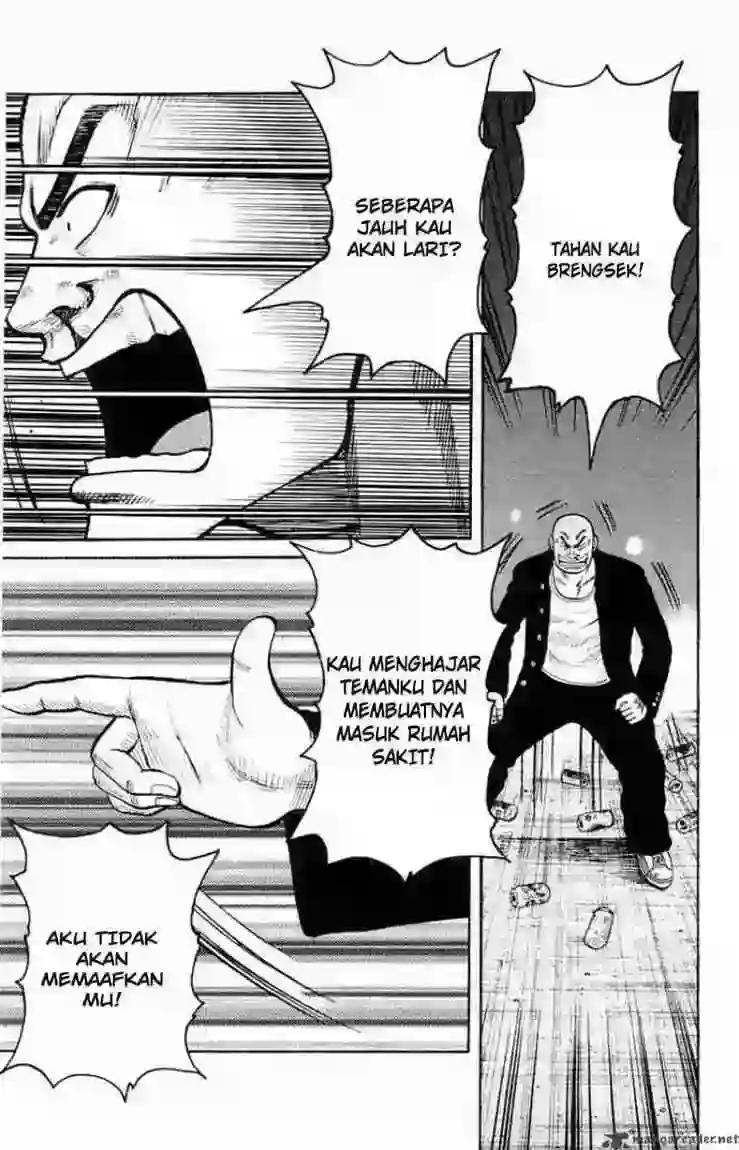 TAHAN KAU
BRENGSEK!
SEBERAPA
JAUH KAU
AKAN LARI?
KAU MENGHAJAR
TEMANKU DAN
MEMBUATNYA
MASUK RUMAH
SAKIT!
AKU TIDAK
AKAN
MEMAAFKAN
MU!
mangareader.net